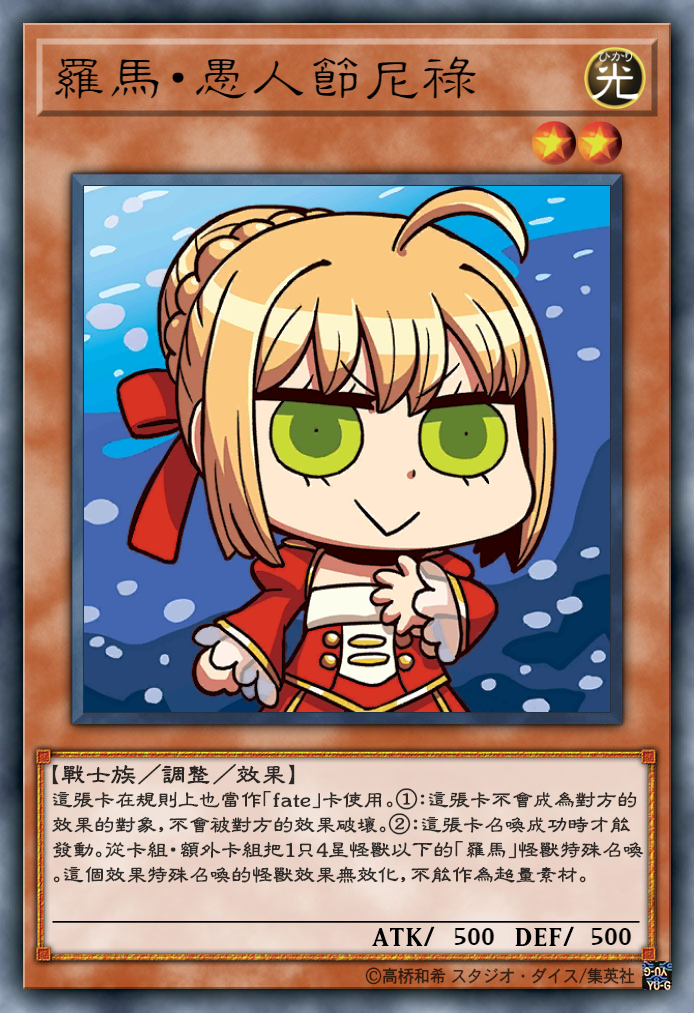 羅馬・愚人節尼祿
ひかり
光
【戰士族／調整／效果】
這張卡在規則上也當作「fate」卡使用。①：這張卡不會成為對方的
效果的對象，不會被對方的效果破壞。②：這張卡召喚成功時才能
發動。從卡組・額外卡組把1只4星怪獸以下的「羅馬」怪獸特殊召喚
。這個效果特殊召喚的怪獸效果無效化，不能作為超量素材。
ATK/ 500 DEF/ 500
©高桥和希 スタジオ・ダイス/集英社
YU-G
YU-G